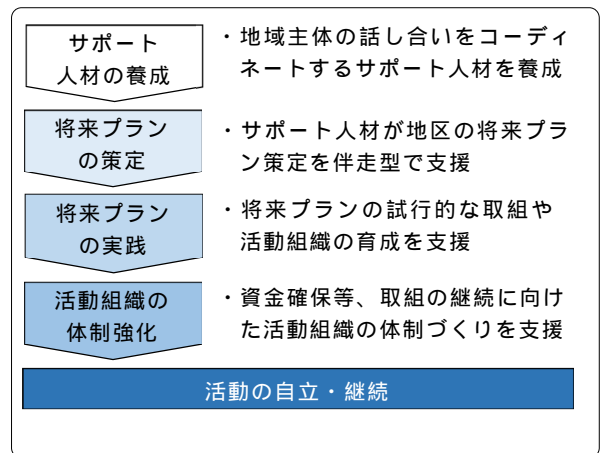 サポート
人材の養成
・地域主体の話し合いをコーディ
ネートするサポート人材を養成
将来プラン
の策定
・サポート人材が地区の将来プラ
ン策定を伴走型で支援
将来プラン
の実践
・将来プランの試行的な取組や
活動組織の育成を支援
活動組織の
体制強化
・資金確保等、取組の継続に向け
た活動組織の体制づくりを支援
活動の自立・継続